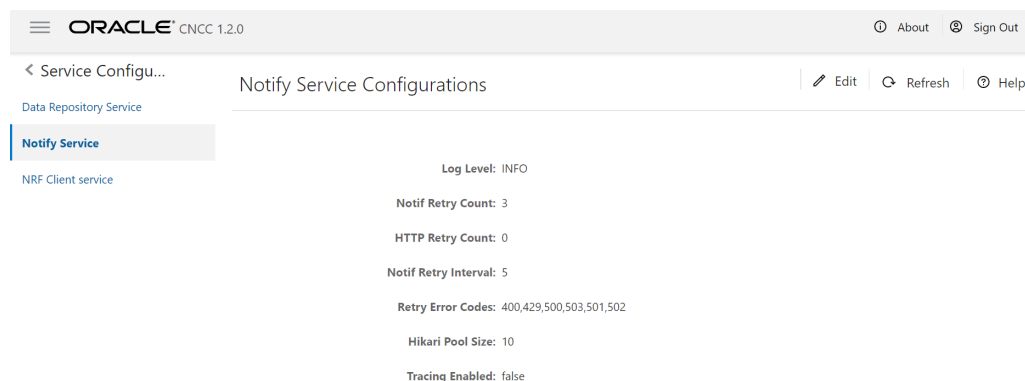 ORACLE® CNCC 1.2.0
About
Sign Out
Service Configu...
Data Repository Service
Notify Service
NRF Client service
Notify Service Configurations
Edit
Refresh
Help
Log Level: INFO
Notif Retry Count: 3
HTTP Retry Count: 0
Notif Retry Interval: 5
Retry Error Codes: 400,429,500,503,501,502
Hikari Pool Size: 10
Tracing Enabled: false